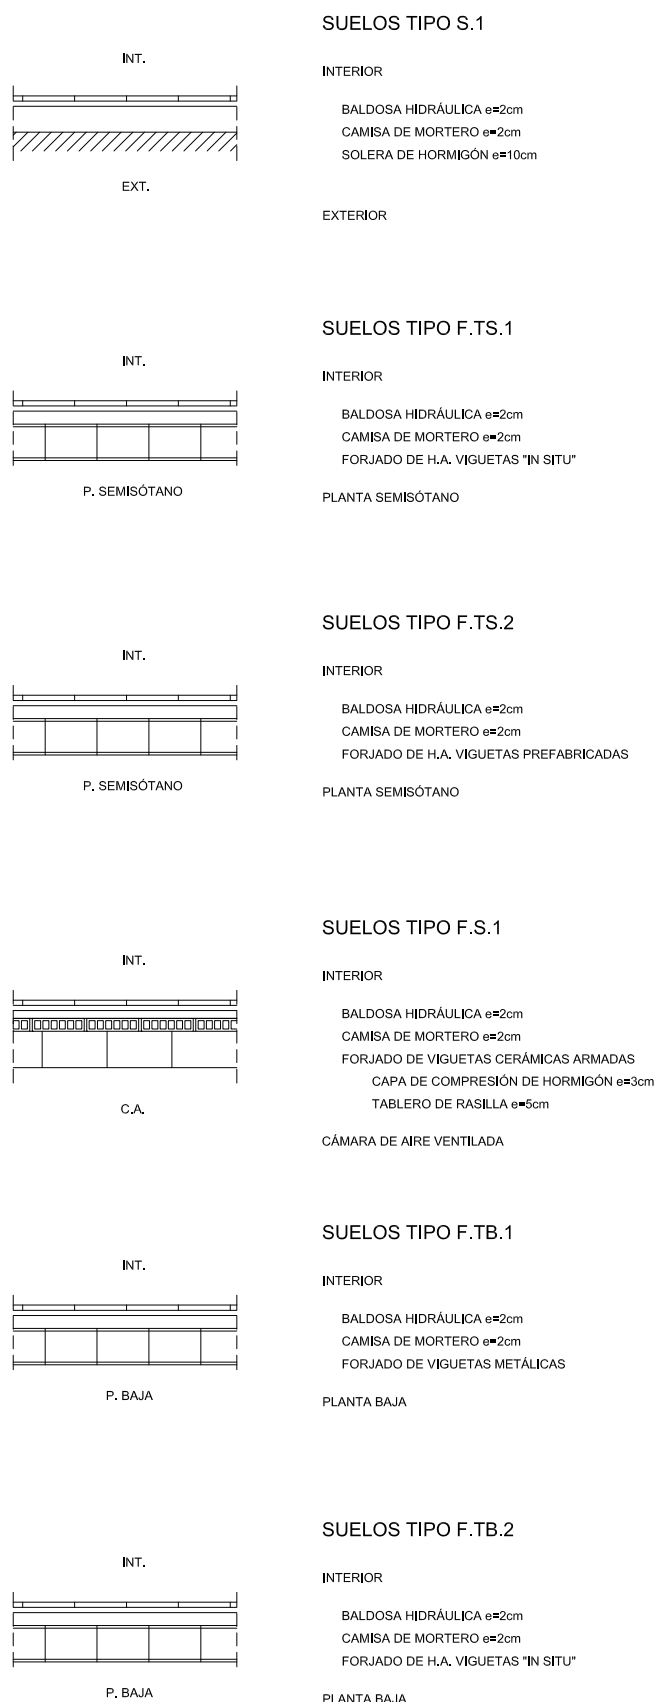 SUELOS TIPO S.1
INT.
INTERIOR
BALDOSA HIDRÁULICA e=2cm
CAMISA DE MORTERO e=2cm
SOLERA DE HORMIGÓN e=10cm
EXT.
EXTERIOR
SUELOS TIPO F.TS.1
INT.
INTERIOR
BALDOSA HIDRÁULICA e=2cm
CAMISA DE MORTERO e=2cm
FORJADO DE H.A. VIGUETAS "IN SITU"
P. SEMISÓTANO
PLANTA SEMISÓTANO
SUELOS TIPO F.TS.2
INT.
INTERIOR
BALDOSA HIDRÁULICA e=2cm
CAMISA DE MORTERO e=2cm
FORJADO DE H.A. VIGUETAS PREFABRICADAS
P. SEMISÓTANO
PLANTA SEMISÓTANO
SUELOS TIPO F.S.1
INT.
INTERIOR
BALDOSA HIDRÁULICA e=2cm
CAMISA DE MORTERO e=2cm
FORJADO DE VIGUETAS CERÁMICAS ARMADAS
CAPA DE COMPRESIÓN DE HORMIGÓN e=3cm
TABLERO DE RASILLA e=5cm
C.A.
CÁMARA DE AIRE VENTILADA
SUELOS TIPO F.TB.1
INT.
INTERIOR
BALDOSA HIDRÁULICA e=2cm
CAMISA DE MORTERO e=2cm
FORJADO DE VIGUETAS METÁLICAS
P. BAJA
PLANTA BAJA
SUELOS TIPO F.TB.2
INT.
INTERIOR
BALDOSA HIDRÁULICA e=2cm
CAMISA DE MORTERO e=2cm
FORJADO DE H.A. VIGUETAS "IN SITU"
P. BAJA
PLANTA BAJA